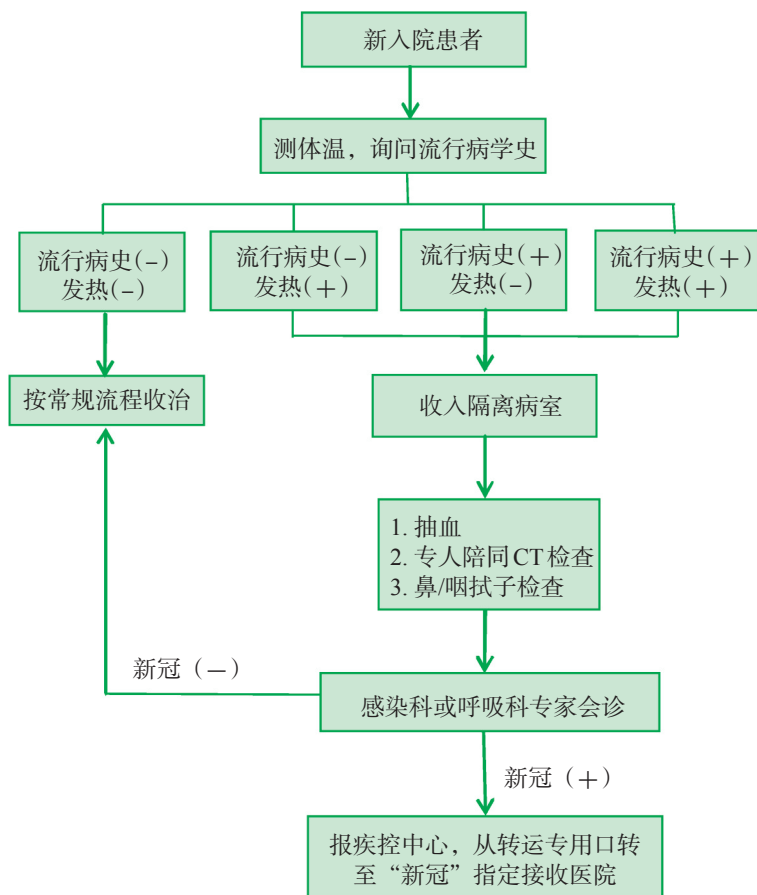 新入院患者
测体温，询问流行病学史
流行病史(–)
发热(–)
流行病史(–)
发热(+)
流行病史(+)
发热(–)
流行病史(+)
发热(+)
按常规流程收治
收入隔离病室
1. 抽血
2. 专人陪同CT检查
3. 鼻/咽拭子检查
新冠（—）
感染科或呼吸科专家会诊
新冠（+）
报疾控中心，从转运专用口转
至“新冠”指定接收医院